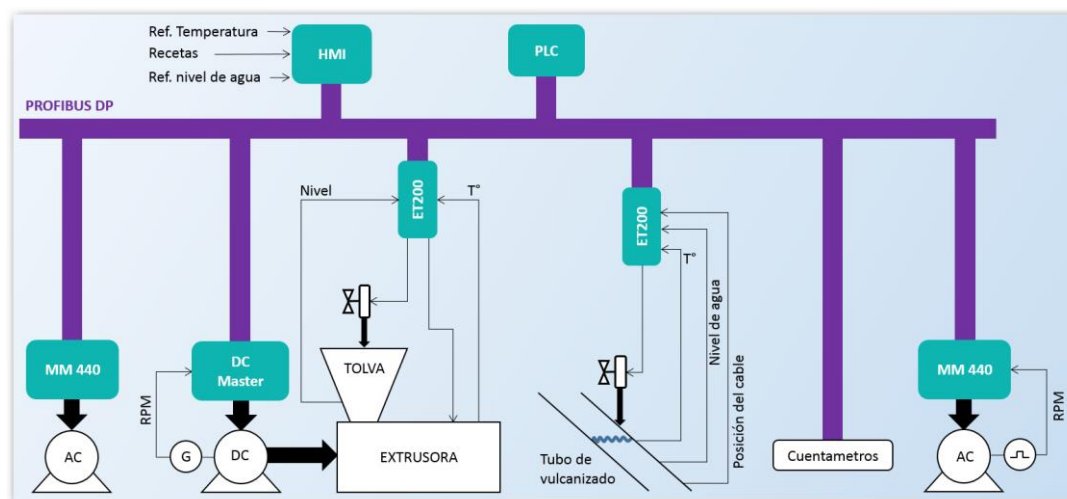 Ref. Temperatura
Recetas
Ref. nivel de agua
HMI
PLC
PROFIBUS DP
Nivel
ET200
T°
ET200
T°
Nivel de agua
Posición del cable
MM 440
DC
Master
TOLVA
MM 440
RPM
RPM
AC
G
DC
EXTRUSORA
Tubo de
vulcanizado
Cuentametros
AC